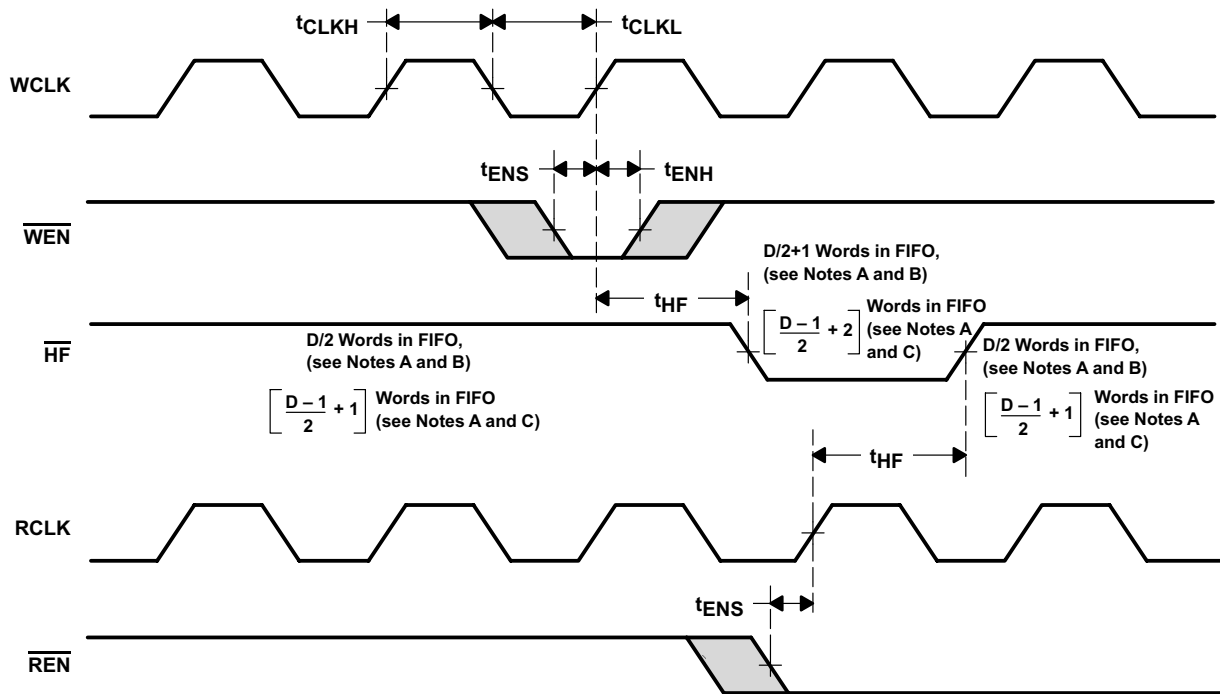 tCLKH
tCLKL
WCLK
tENS
tENH
WEN
D/2+1 Words in FIFO,
(see Notes A and B)
tHF
[D – 1
2 + 2] Words in FIFO
(see Notes A
and C)
HF
D/2 Words in FIFO,
(see Notes A and B)
[D – 1
2 + 1] Words in FIFO
(see Notes A and C)
D/2 Words in FIFO,
(see Notes A and B)
[D – 1
2 + 1] Words in FIFO
(see Notes A
and C)
tHF
RCLK
tENS
REN